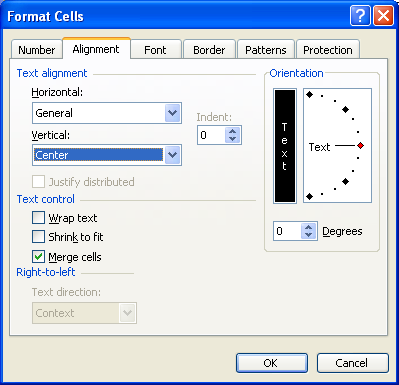 Format Cells
Number Alignment Font Border Patterns Protection
Text alignment
Horizontal:
General
Indent:
0
Vertical:
Center
Justify distributed
Text control
Wrap text
Shrink to fit
Merge cells
Right-to-left
Text direction:
Context
Orientation
Text
Text
0 Degrees
OK Cancel